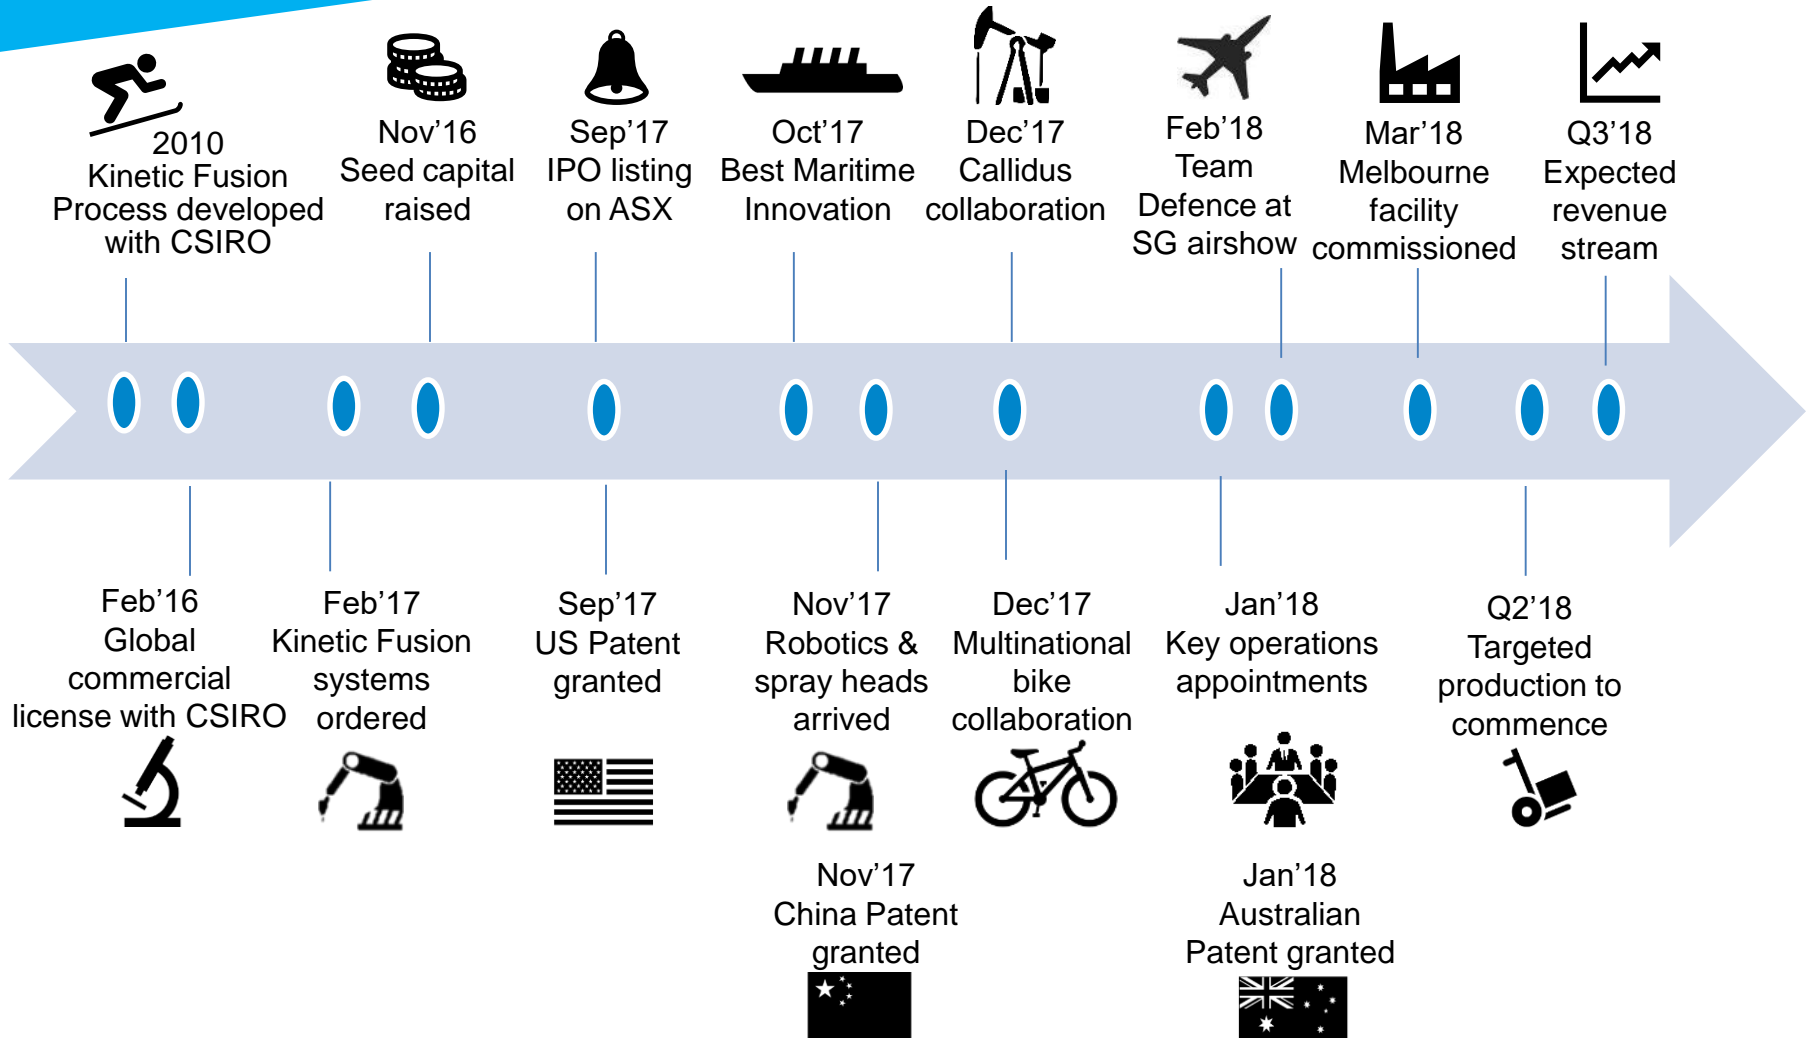 2010
Kinetic Fusion
Process developed
with CSIRO
Nov’16
Seed capital
raised
Sep’17
IPO listing
on ASX
Oct’17
Best Maritime
Innovation
Dec’17
Callidus
collaboration
Feb’18
Team
Defence at
SG airshow
Mar’18
Melbourne
facility
commissioned
Q3’18
Expected
revenue
stream
Feb’16
Global
commercial
license with CSIRO
Feb’17
Kinetic Fusion
systems
ordered
Sep’17
US Patent
granted
Nov’17
Robotics &
spray heads
arrived
Dec’17
Multinational
bike
collaboration
Jan’18
Key operations
appointments
Q2’18
Targeted
production to
commence
Nov’17
China Patent
granted
Jan’18
Australian
Patent granted